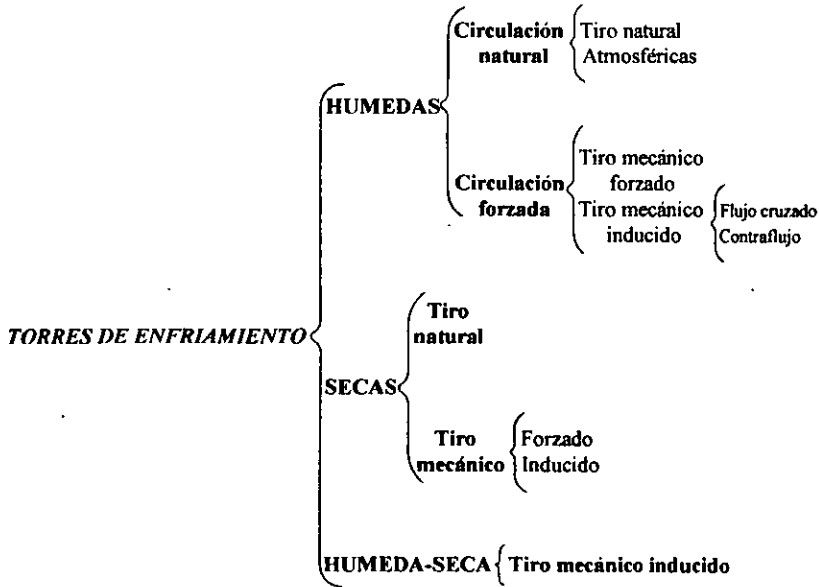 Circulación
natural
Tiro natural
Atmosféricas
HUMEDAS
Circulación
forzada
Tiro mecánico
forzado
Tiro mecánico
inducido
Flujo cruzado
Contraflujo
TORRES DE ENFRIAMIENTO
Tiro
natural
SECAS
Tiro
mecánico
Forzado
Inducido
HUMEDA-SECA
Tiro mecánico inducido